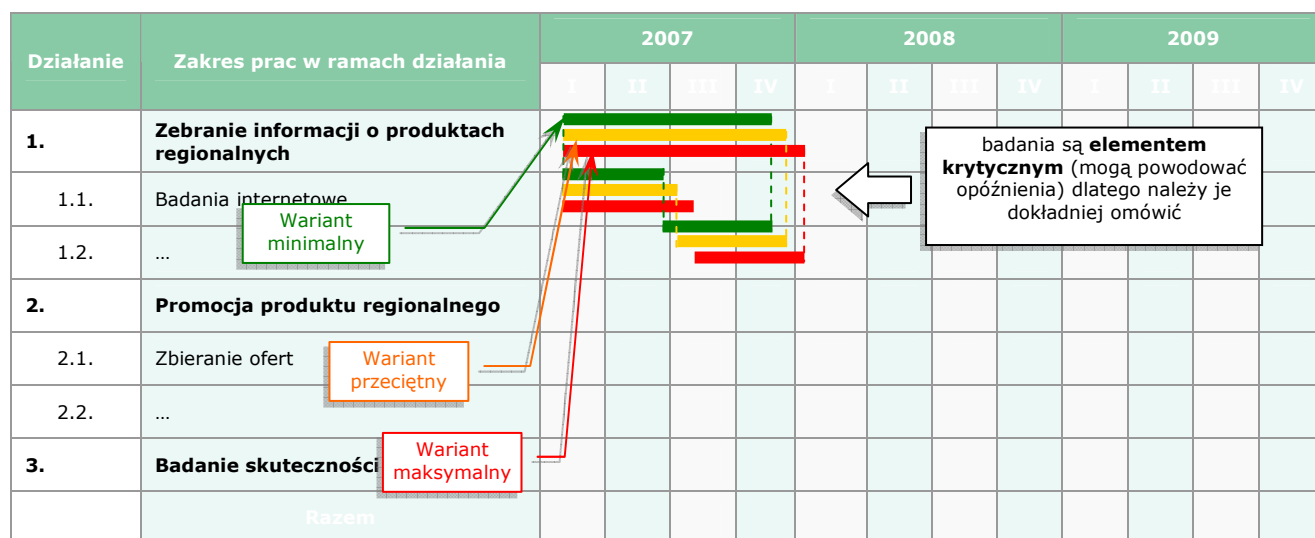 Działanie
Zakres prac w ramach działania
2007
2008
2009
I II III IV I II III IV I II III IV
1.
Zebranie informacji o produktach
regionalnych
badania są elementem
krytycznym (mogą powodować
opóźnienia) dlatego należy je
dokładniej omówić
1.1.
Badania internetowe
Wariant
minimalny
1.2.
…
2.
Promocja produktu regionalnego
2.1.
Zbieranie ofert
Wariant
przeciętny
2.2.
…
3.
Badanie skuteczności
Wariant
maksymalny
Razem